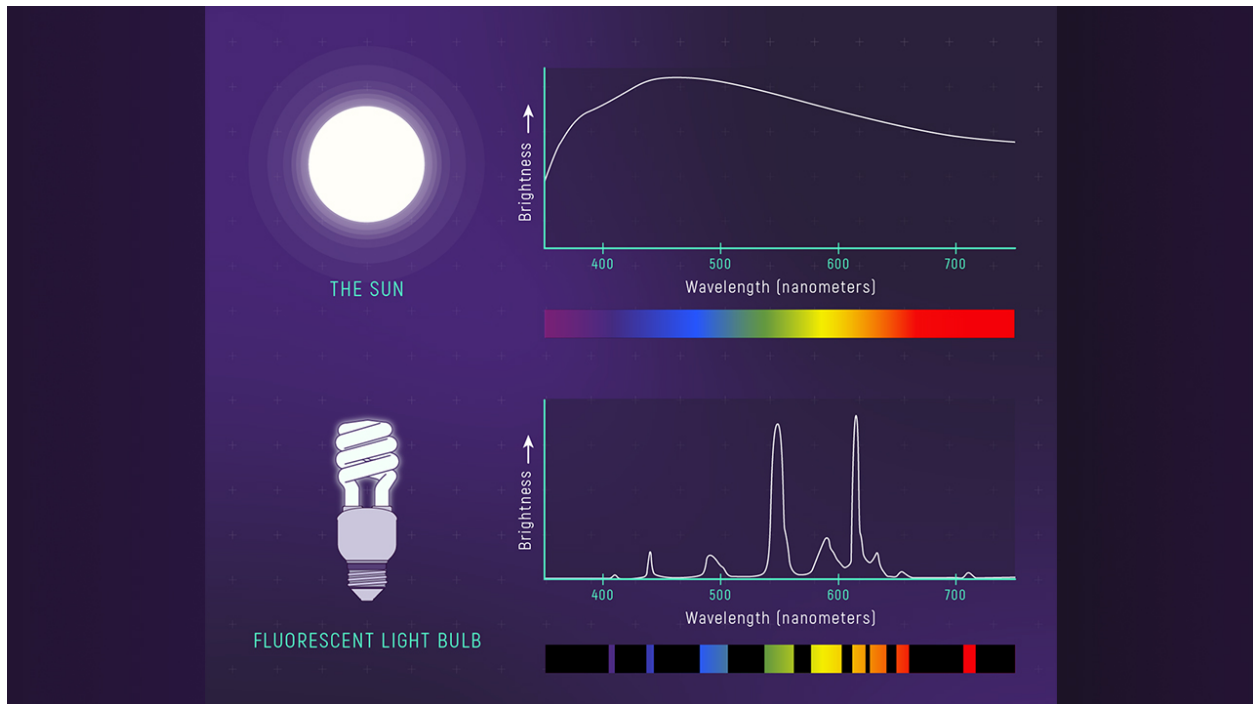 THE SUN
Brightness
400 500 600 700
Wavelength (nanometers)
FLUORESCENT LIGHT BULB
Brightness
400 500 600 700
Wavelength (nanometers)